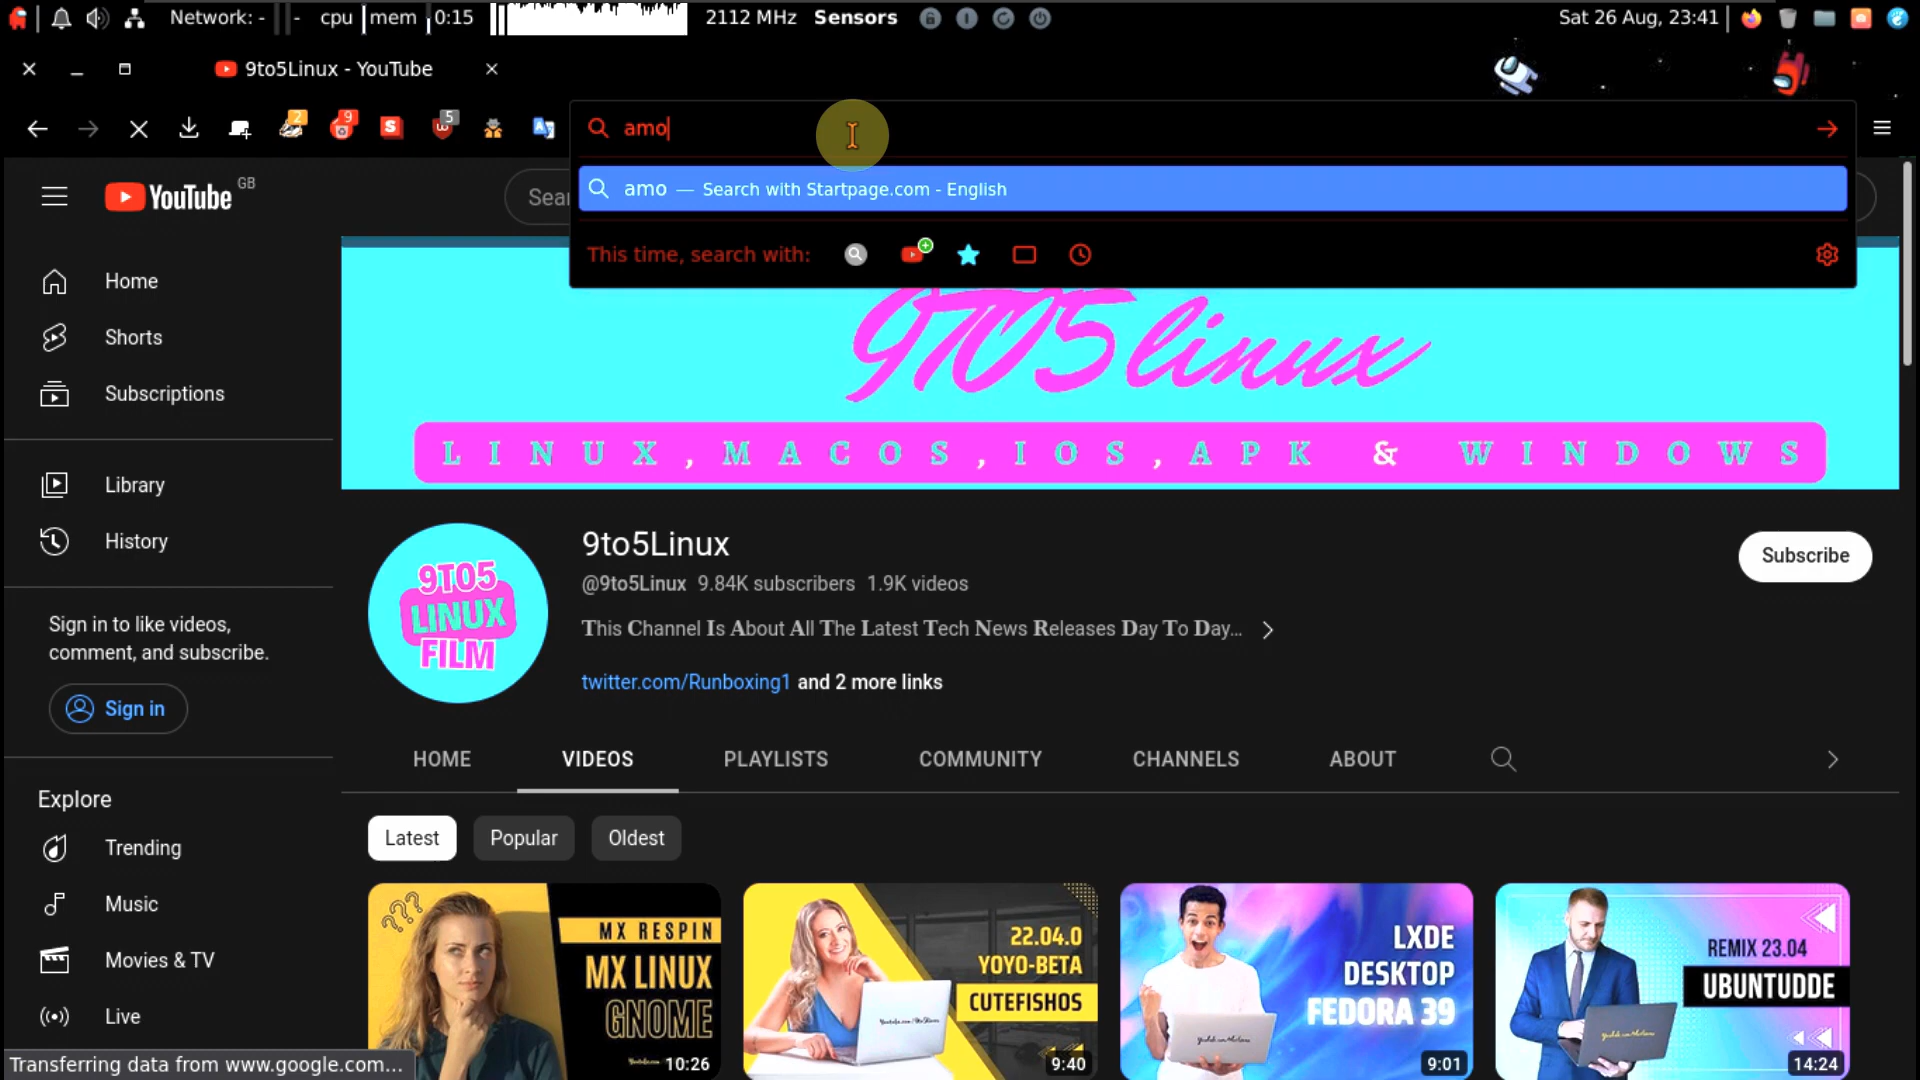 Network: - - cpu mem 0:15 2112 MHz Sensors
Sat 26 Aug, 23:41
9to5Linux - YouTube
2 9 S 5
amo
amo — Search with Startpage.com - English
This time, search with:
YouTube GB
Sear
Home
Shorts
Subscriptions
Library
History
Sign in to like videos,
comment, and subscribe.
Sign in
Explore
Trending
Music
Movies & TV
Live
9TO5linux
LINUX, MACOS, IOS, APK & WINDOWS
9TO5
LINUX
FILM
9to5Linux
@9to5Linux 9.84K subscribers 1.9K videos
This Channel Is About All The Latest Tech News Releases Day To Day...
twitter.com/Runboxing1 and 2 more links
Subscribe
HOME VIDEOS PLAYLISTS COMMUNITY CHANNELS ABOUT
Latest Popular Oldest
???
MX RESPIN
MX LINUX
GNOME
10:26
22.04.0
YOYO-BETA
CUTEFISHOS
9:40
LXDE
DESKTOP
FEDORA 39
9:01
REMIX 23.04
UBUNTUDDE
14:24
Transferring data from www.google.com...